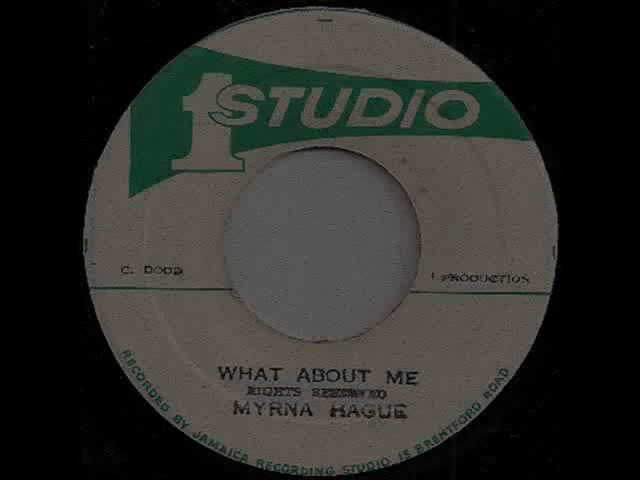 1 STUDIO
C. DODD
PRODUCTION
WHAT ABOUT ME
RIGHTS RESERVED
MYRNA HAGUE
RECORDED BY JAMAICA RECORDING STUDIO 13 BRENTFORD ROAD